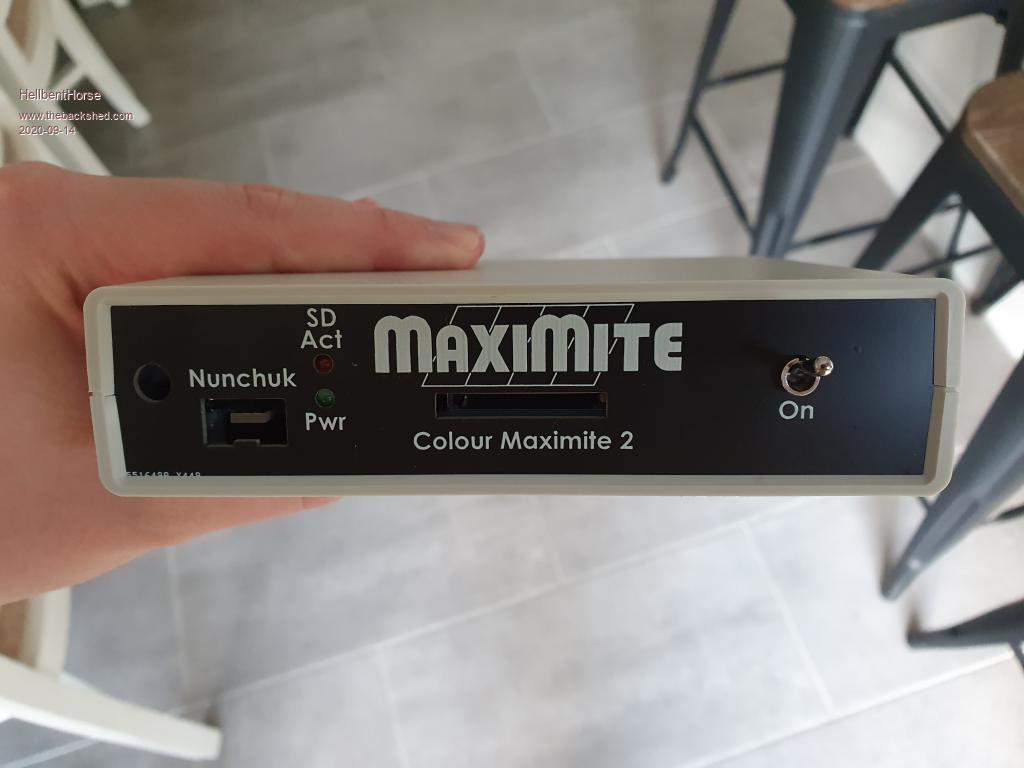 HellbentHorse
www.thebackshed.com
2020-09-14
SD
Act
MAXIMITE
Nunchuk
Pwr
On
Colour Maximite 2